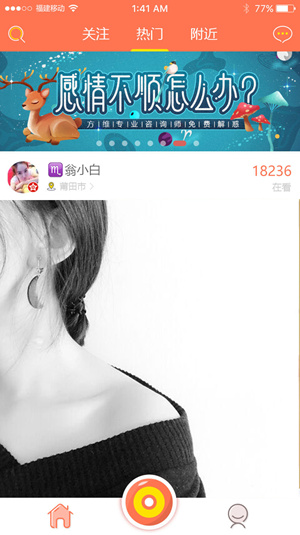 福建移动 1:41 AM 77%
关注 热门 附近
感情不顺怎么办?
方维专业咨询师免费解惑
♏翁小白 18236
莆田市 > 在看